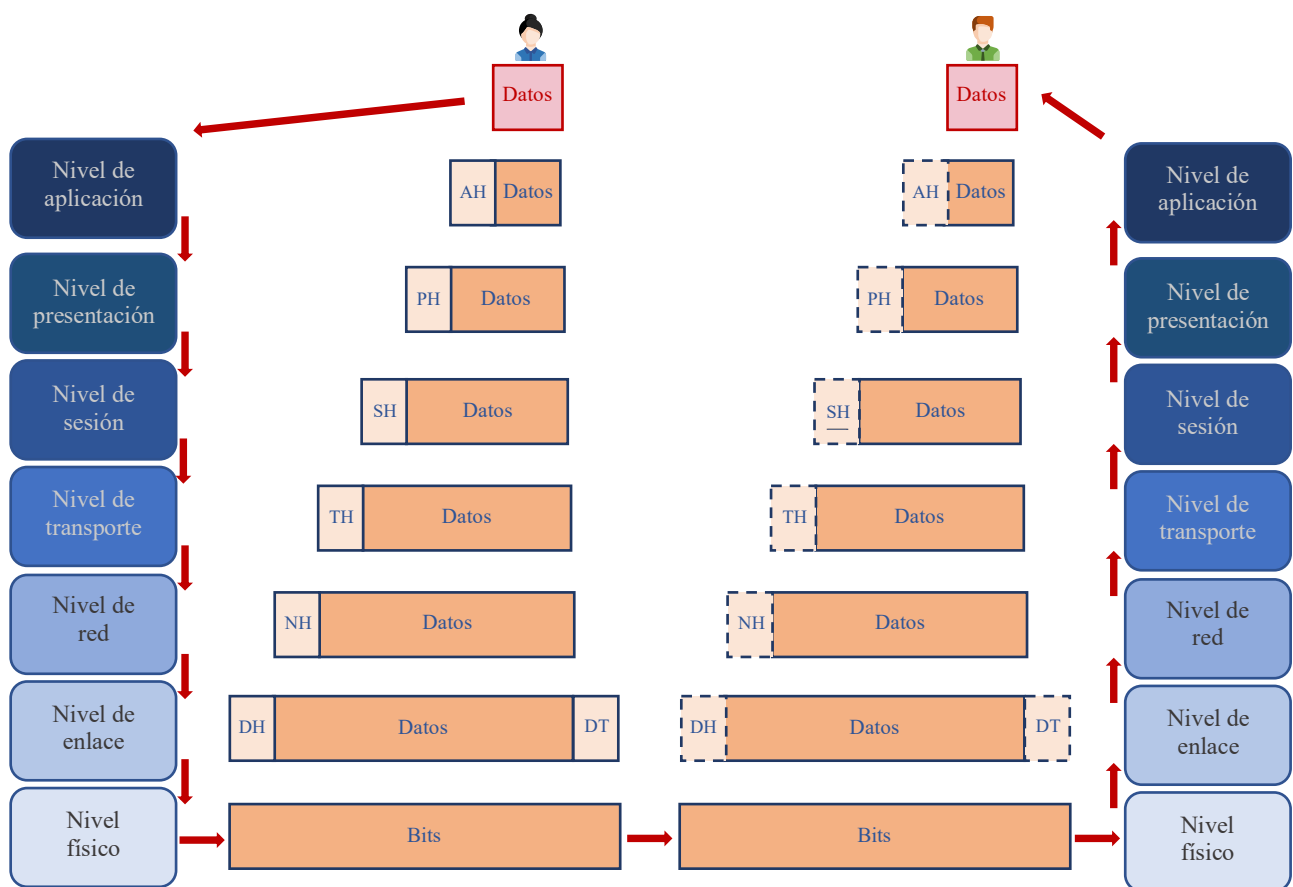 Datos
Datos
Nivel de
aplicación
AH Datos
AH Datos
Nivel de
aplicación
Nivel de
presentación
PH Datos
PH Datos
Nivel de
presentación
Nivel de
sesión
SH Datos
SH Datos
Nivel de
sesión
Nivel de
transporte
TH Datos
TH Datos
Nivel de
transporte
Nivel de
red
NH Datos
NH Datos
Nivel de
red
Nivel de
enlace
DH Datos DT
DH Datos DT
Nivel de
enlace
Nivel
físico
Bits
Bits
Nivel
físico